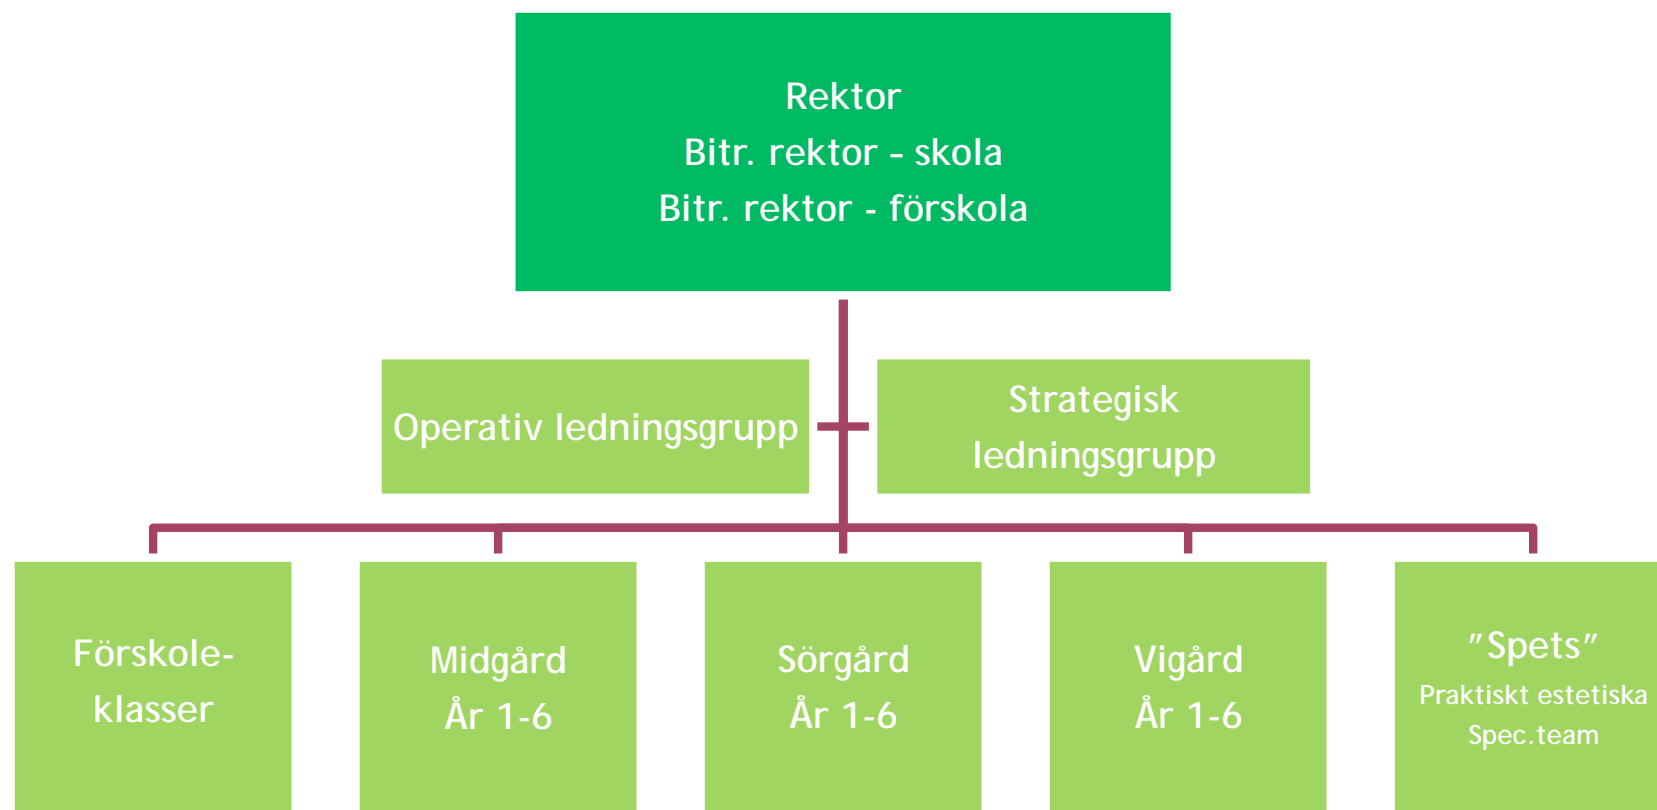 Rektor
Bitr. rektor – skola
Bitr. rektor - förskola
Operativ ledningsgrupp
Strategisk
ledningsgrupp
Förskole-
klasser
Midgård
År 1-6
Sörgård
År 1-6
Vigård
År 1-6
”Spets”
Praktiskt estetiska
Spec.team